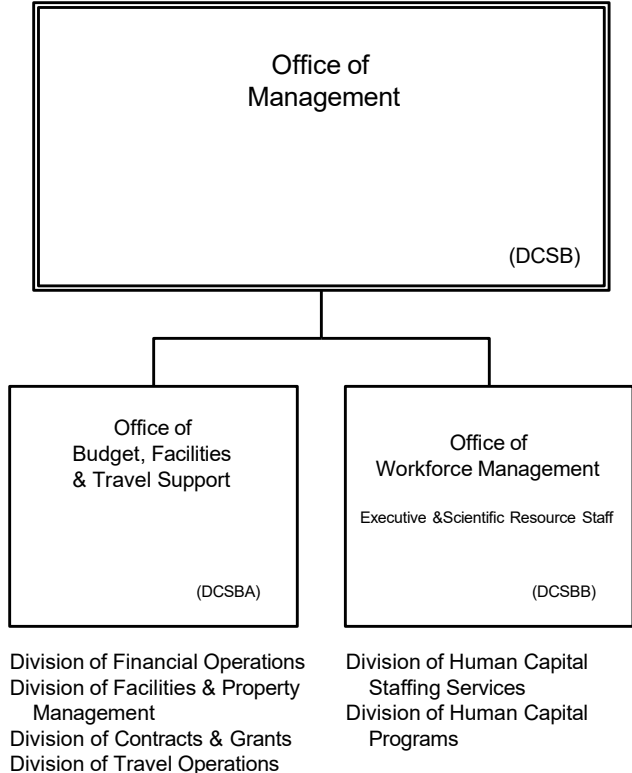 Office of
Management
(DCSB)
Office of
Budget, Facilities
& Travel Support
(DCSBA)
Office of
Workforce Management
Executive &Scientific Resource Staff
(DCSBB)
Division of Financial Operations
Division of Facilities & Property
Management
Division of Contracts & Grants
Division of Travel Operations
Division of Human Capital
Staffing Services
Division of Human Capital
Programs